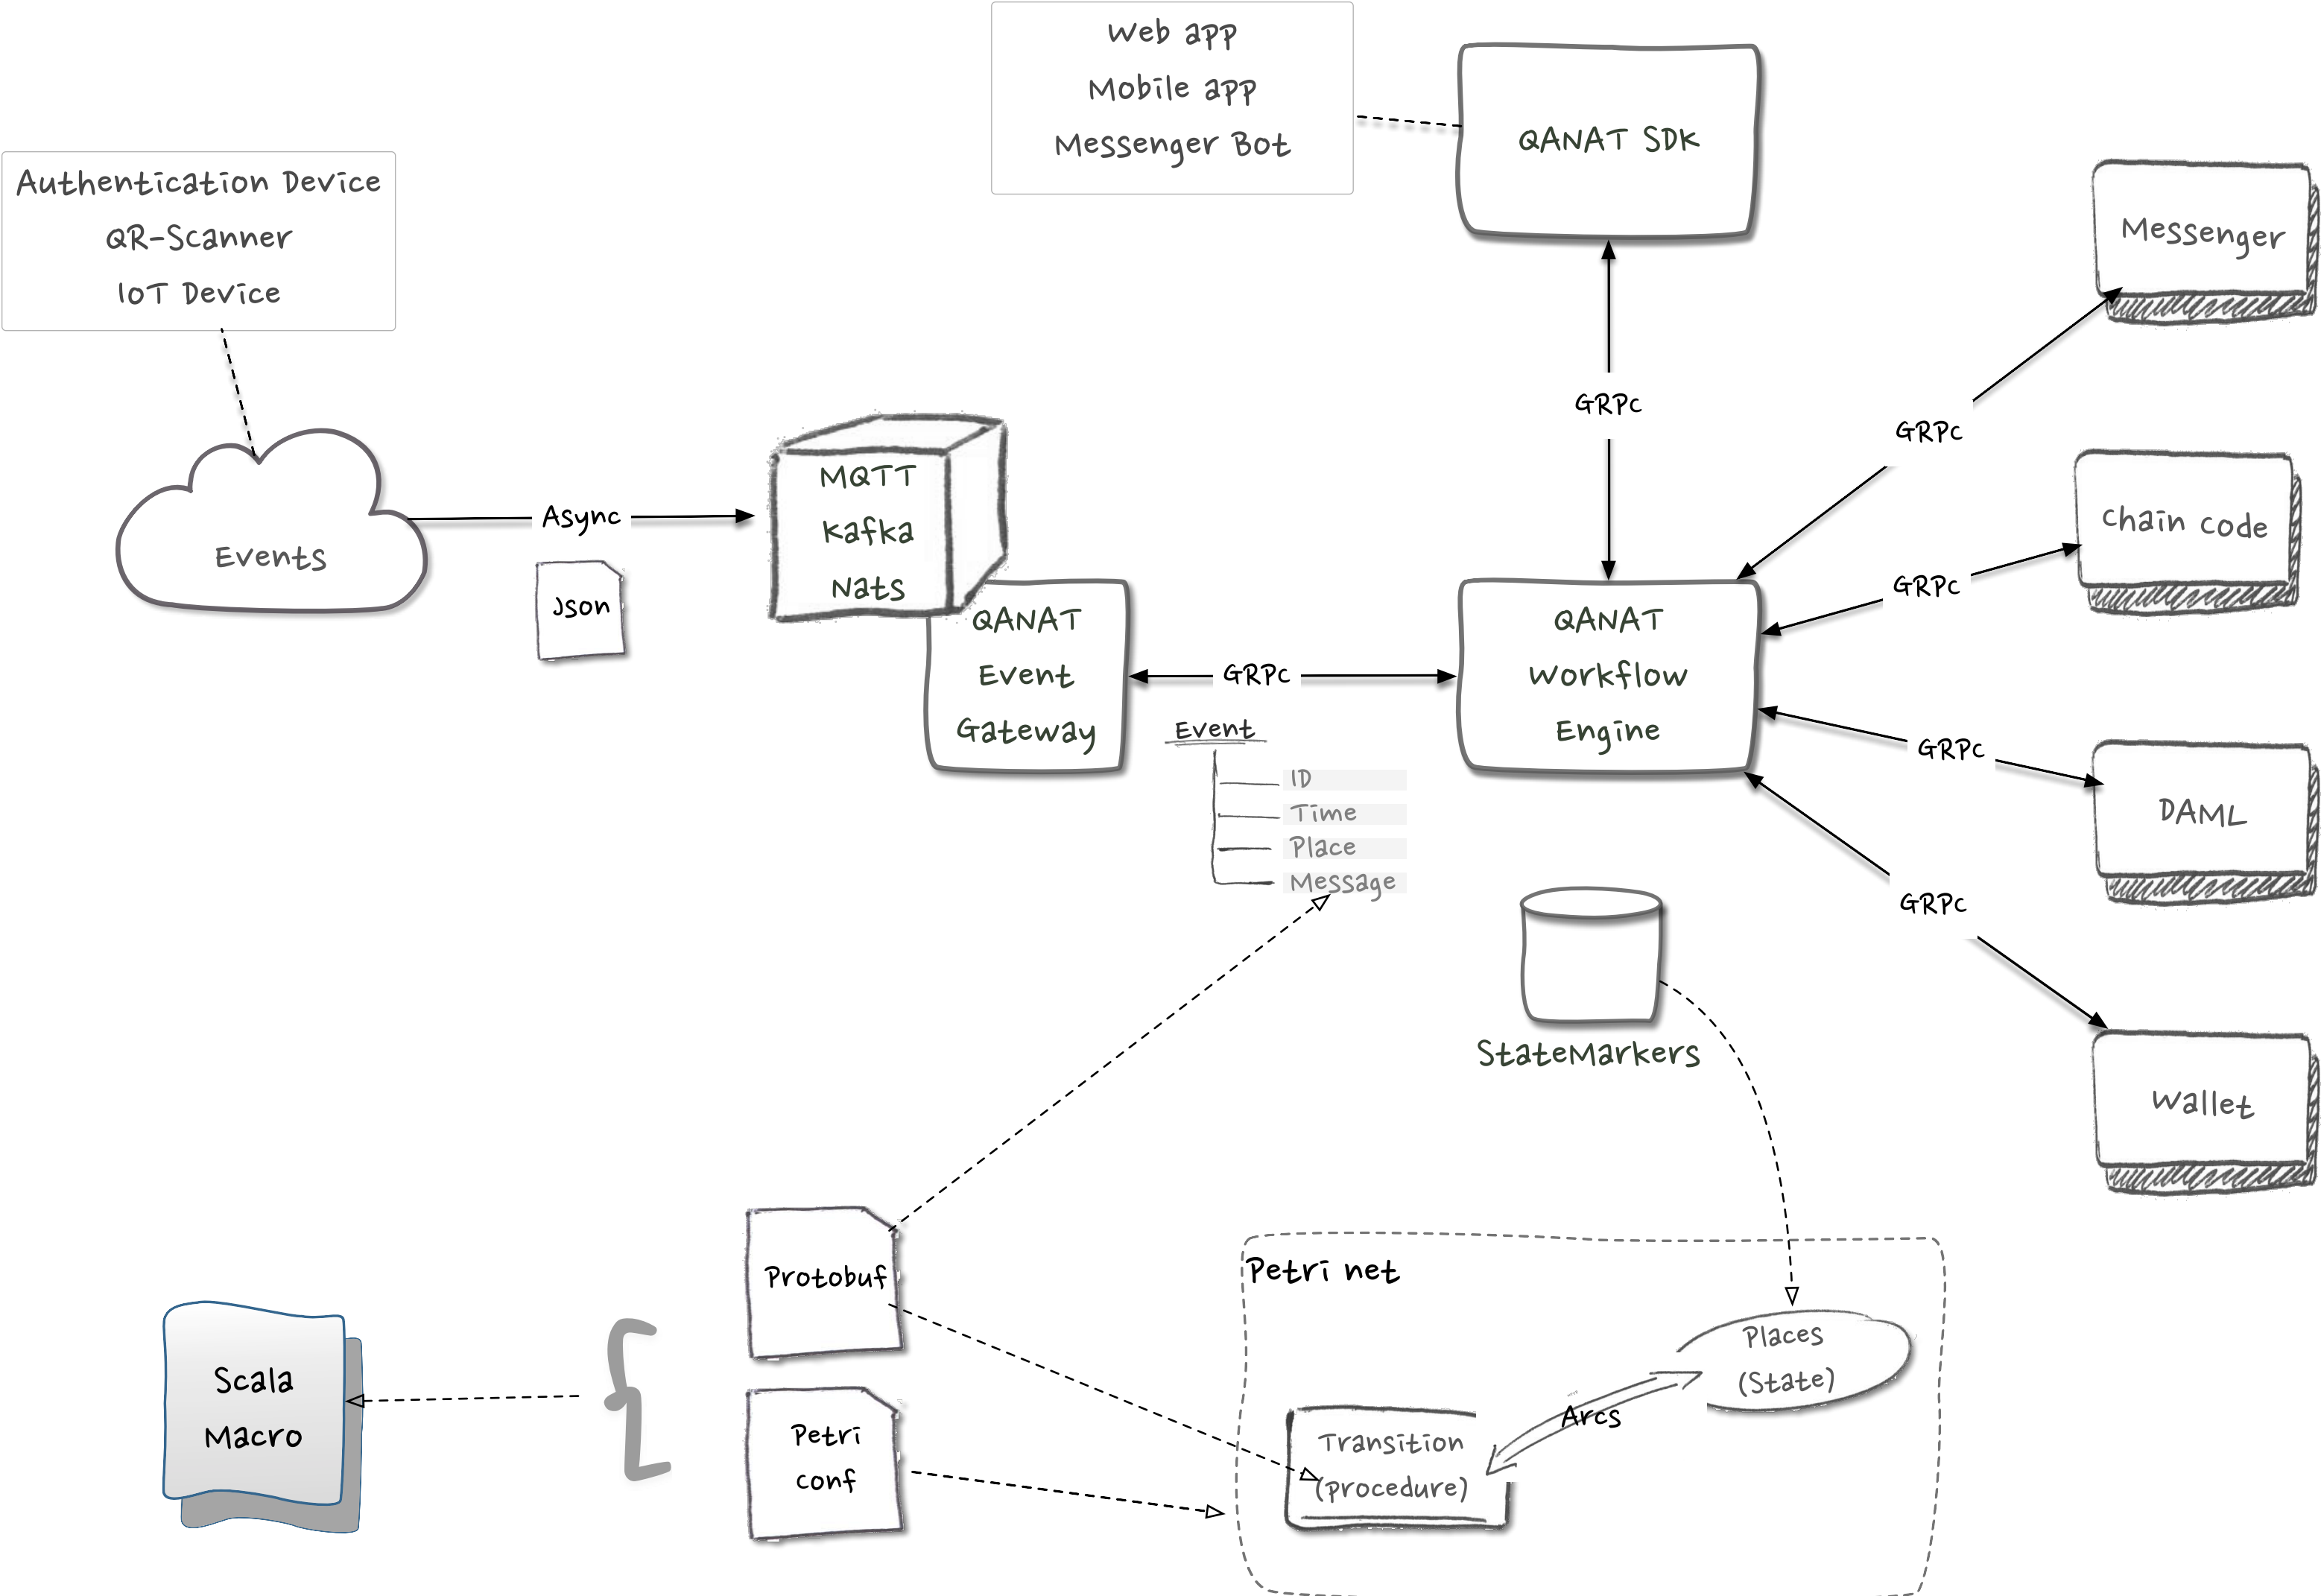 Web app
Mobile app
Messenger Bot
QANAT SDK
Authentication Device
QR-Scanner
IoT Device
Messenger
GRPc
GRPc
MQTT
Kafka
Nats
Async
Events
Json
chain code
GRPc
QANAT
Event
Gateway
GRPc
QANAT
Workflow
Engine
Event
ID
Time
Place
Message
GRPc
DAML
GRPc
StateMarkers
Wallet
Protobuf
Petri net
Places
(State)
Scala
Macro
Petri
conf
Arcs
Transition
(procedure)